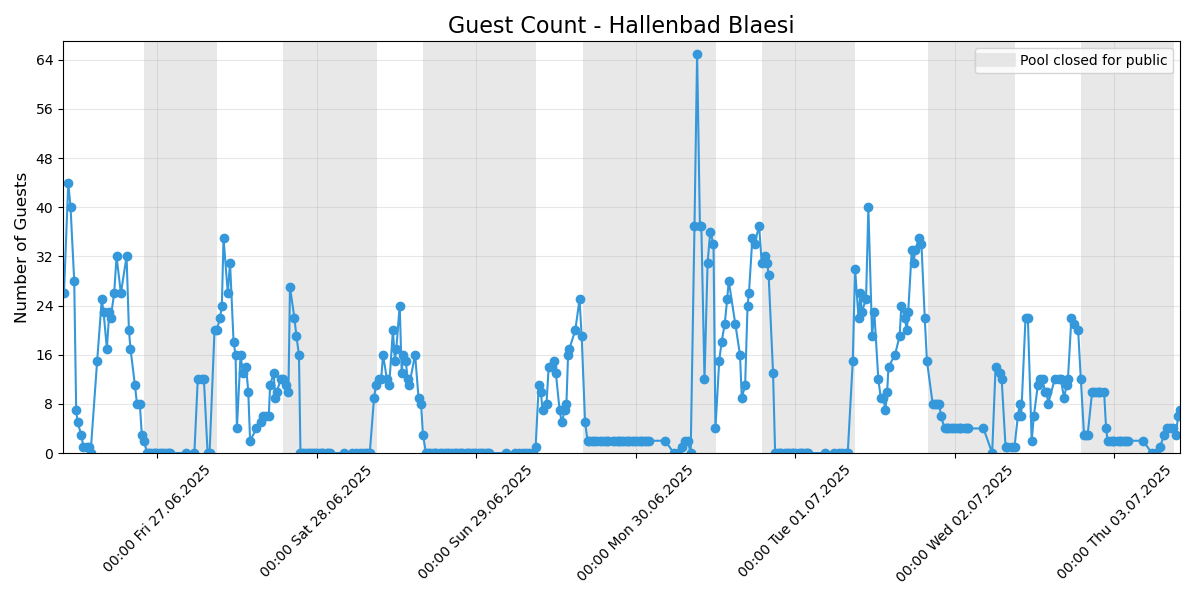 Guest Count - Hallenbad Blaesi
Pool closed for public
Number of Guests
64
56
48
40
32
24
16
8
0
00:00 Fri 27.06.2025
00:00 Sat 28.06.2025
00:00 Sun 29.06.2025
00:00 Mon 30.06.2025
00:00 Tue 01.07.2025
00:00 Wed 02.07.2025
00:00 Thu 03.07.2025